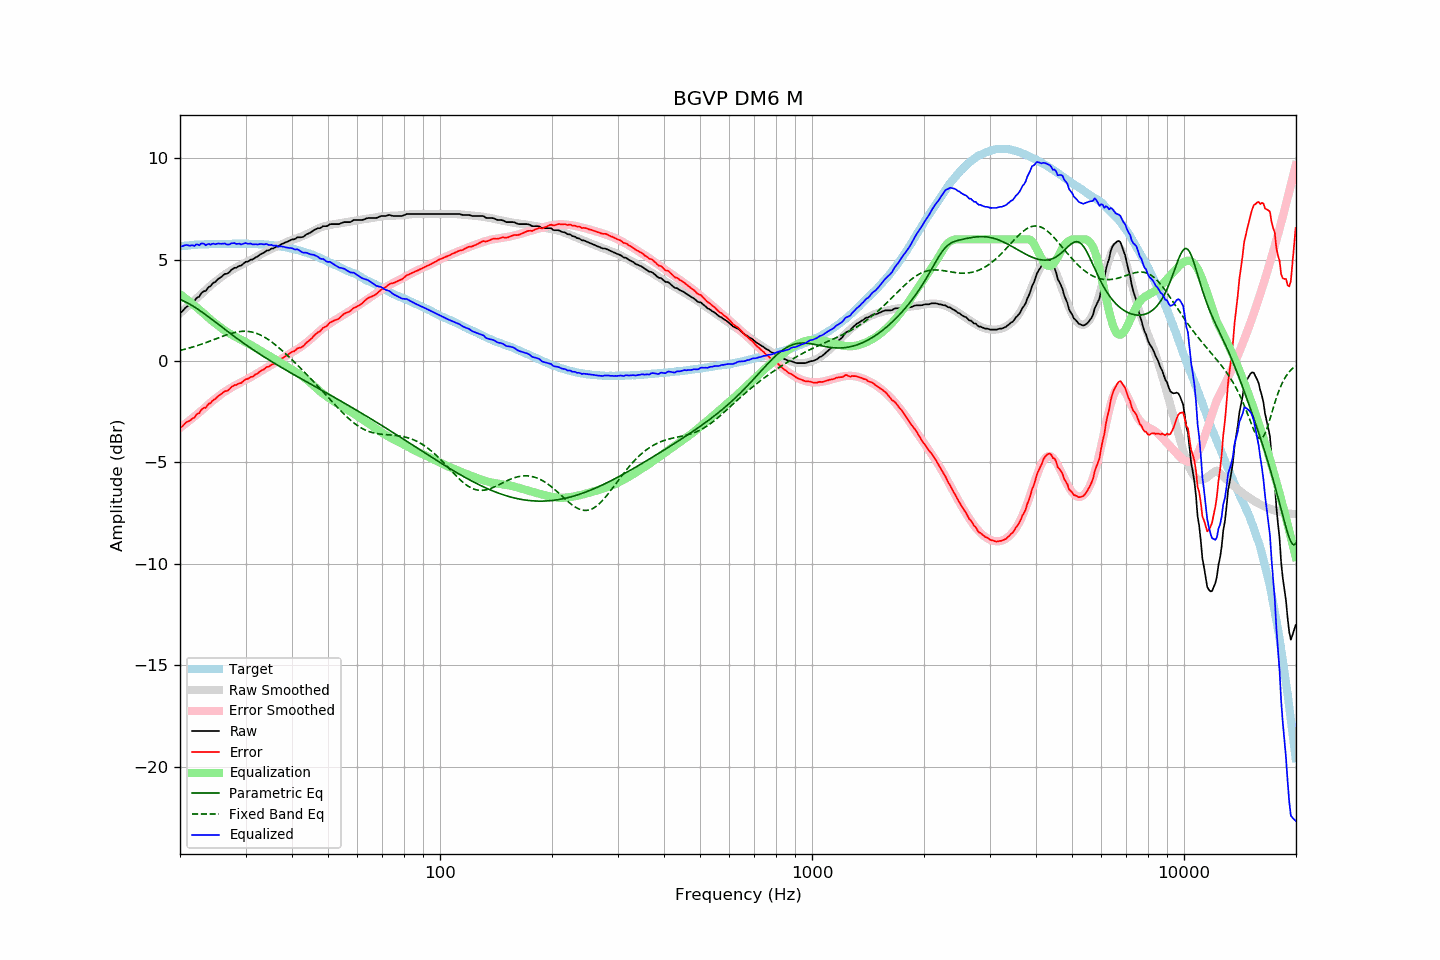 BGVP DM6 M
Amplitude (dBr)
10
5
0
−5
−10
−15
−20
Target
Raw Smoothed
Error Smoothed
Raw
Error
Equalization
Parametric Eq
Fixed Band Eq
Equalized
100
1000
10000
Frequency (Hz)